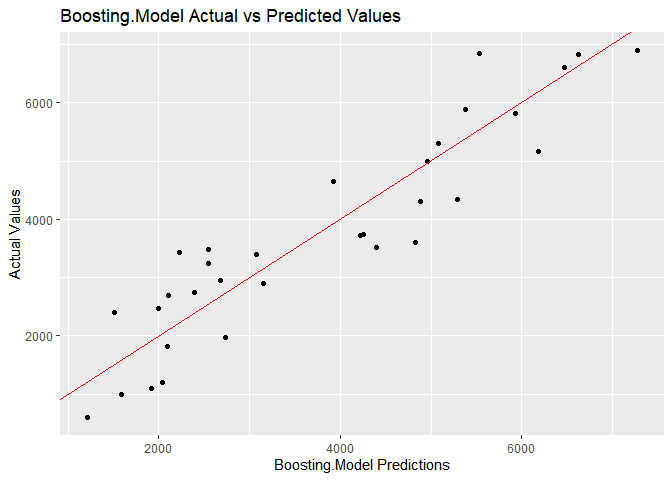 Boosting.Model Actual vs Predicted Values
Actual Values
6000
4000
2000
2000 4000 6000
Boosting.Model Predictions